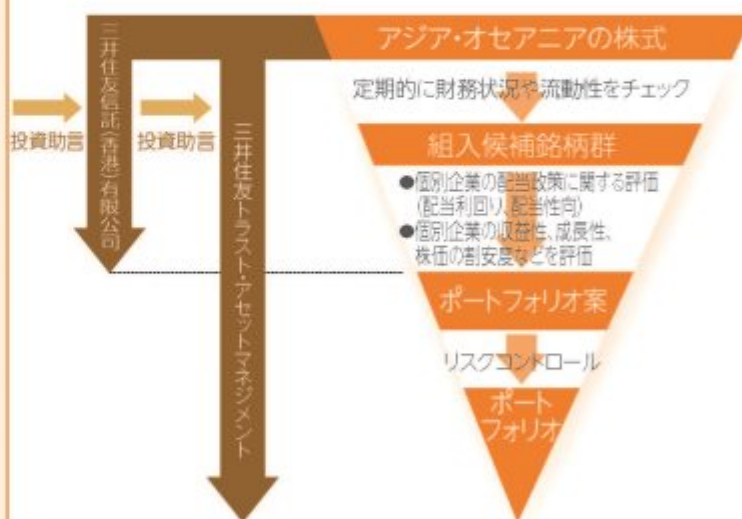 アジア・オセアニアの株式
定期的に財務状況や流動性をチェック
組入候補銘柄群
●個別企業の配当政策に関する評価
(配当利回り、配当性向)
●個別企業の収益性、成長性、
株価の割安度などを評価
ポートフォリオ案
リスクコントロール
ポート
フォリオ
投資助言
三井住友信託(香港)有限公司
投資助言
三井住友トラスト・アセットマネジメント